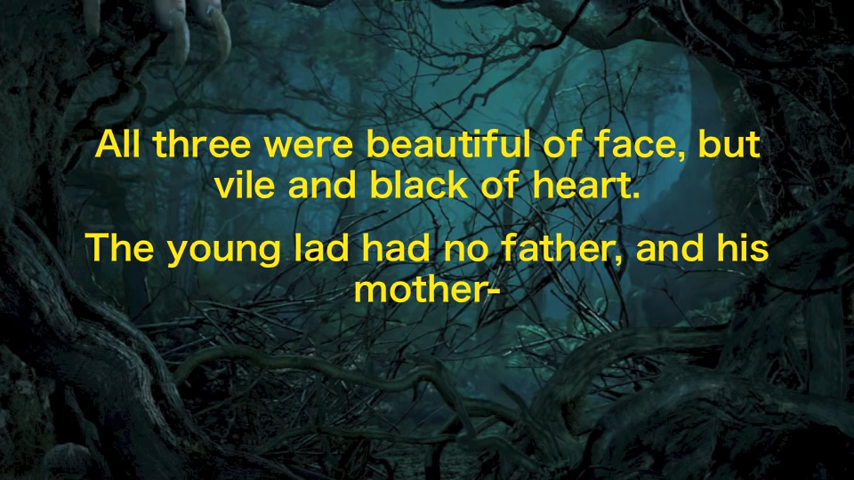 All three were beautiful of face, but
vile and black of heart.
The young lad had no father, and his
mother-